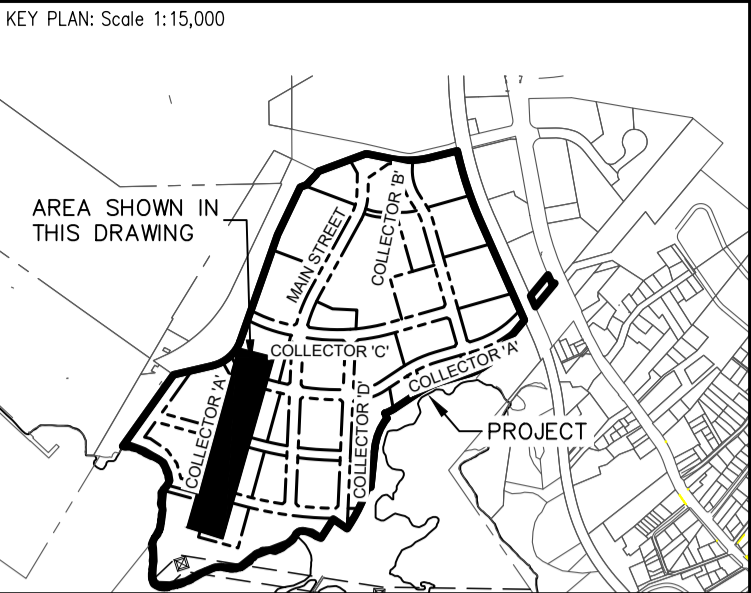 KEY PLAN: Scale 1:15,000
AREA SHOWN IN
THIS DRAWING
MAIN STREET
COLLECTOR 'B'
COLLECTOR 'C'
COLLECTOR 'A'
COLLECTOR 'A'
COLLECTOR 'D'
PROJECT